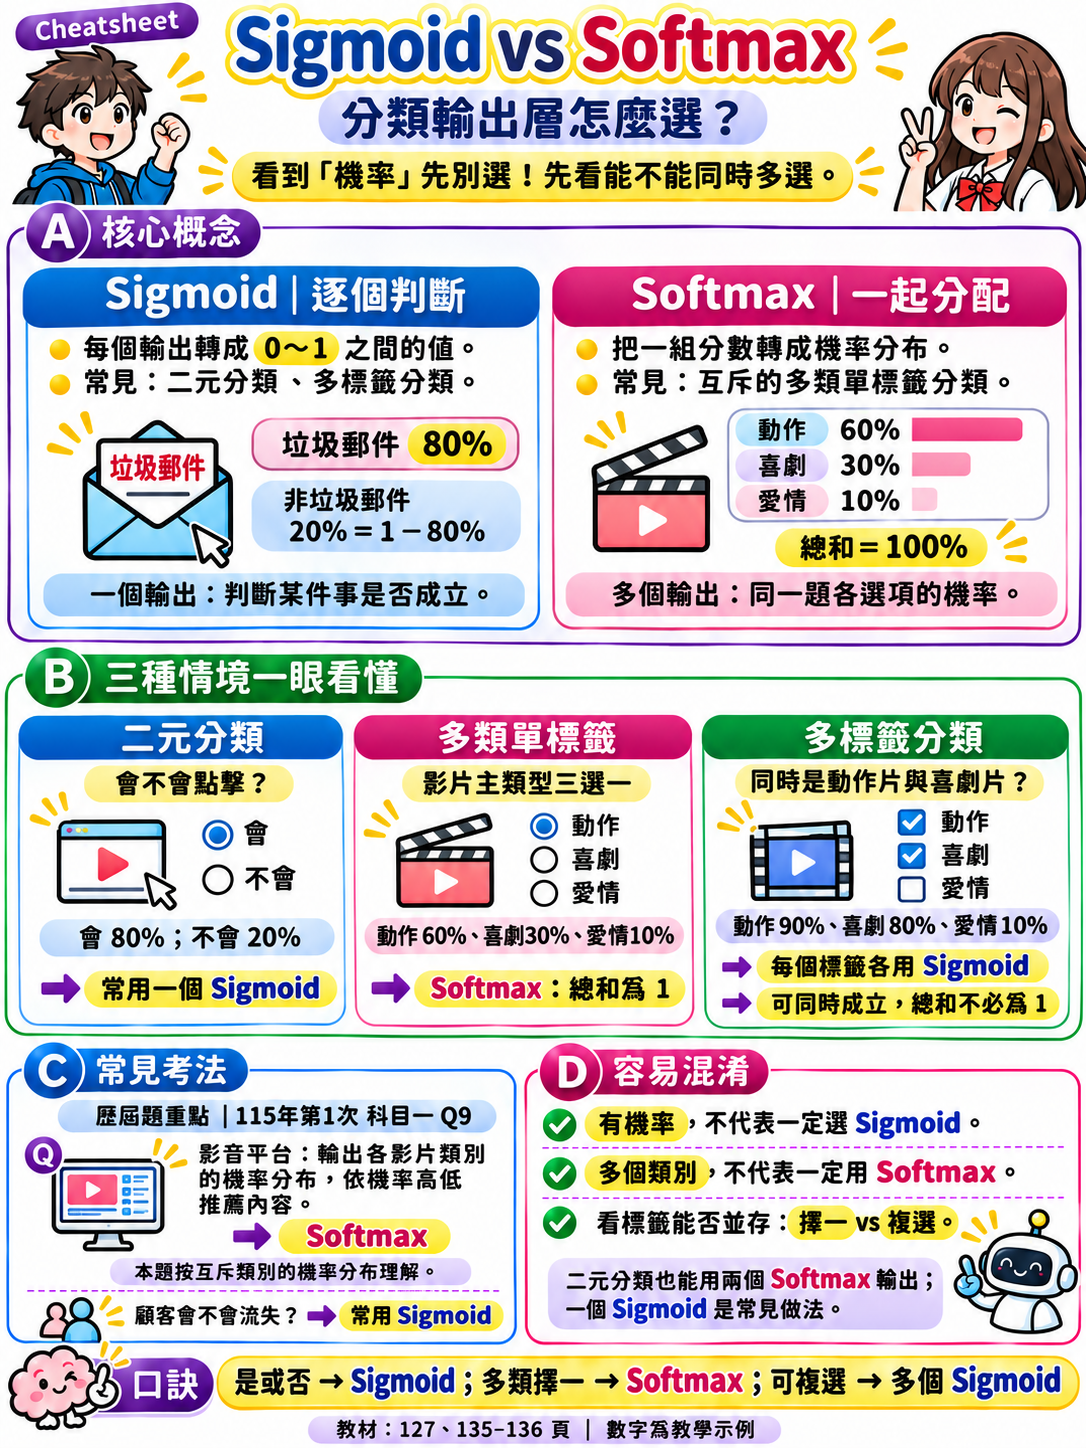 Cheatsheet
Sigmoid vs Softmax
分類輸出層怎麼選？
看到「機率」先別選！先看能不能同時多選。
A 核心概念
Sigmoid｜逐個判斷
每個輸出轉成 0～1 之間的值。
常見：二元分類、多標籤分類。
垃圾郵件
垃圾郵件 80%
非垃圾郵件
20% = 1 − 80%
一個輸出：判斷某件事是否成立。
Softmax｜一起分配
把一組分數轉成機率分布。
常見：互斥的多類單標籤分類。
動作 60%
喜劇 30%
愛情 10%
總和＝100%
多個輸出：同一題各選項的機率。
B 三種情境一眼看懂
二元分類
會不會點擊？
會
不會
會 80%；不會 20%
常用一個 Sigmoid
多類單標籤
影片主類型三選一
動作
喜劇
愛情
動作 60%、喜劇30%、愛情10%
Softmax：總和為 1
多標籤分類
同時是動作片與喜劇片？
動作
喜劇
愛情
動作 90%、喜劇 80%、愛情 10%
每個標籤各用 Sigmoid
可同時成立，總和不必為 1
C 常見考法
歷屆題重點｜115年第1次 科目一 Q9
Q
影音平台：輸出各影片類別
的機率分布，依機率高低
推薦內容。
Softmax
本題按互斥類別的機率分布理解。
顧客會不會流失？ 常用 Sigmoid
D 容易混淆
有機率，不代表一定選 Sigmoid。
多個類別，不代表一定用 Softmax。
看標籤能否並存：擇一 vs 複選。
二元分類也能用兩個 Softmax 輸出；
一個 Sigmoid 是常見做法。
口訣
是或否 → Sigmoid；多類擇一 → Softmax；可複選 → 多個 Sigmoid
教材：127、135–136 頁 ｜ 數字為教學示例